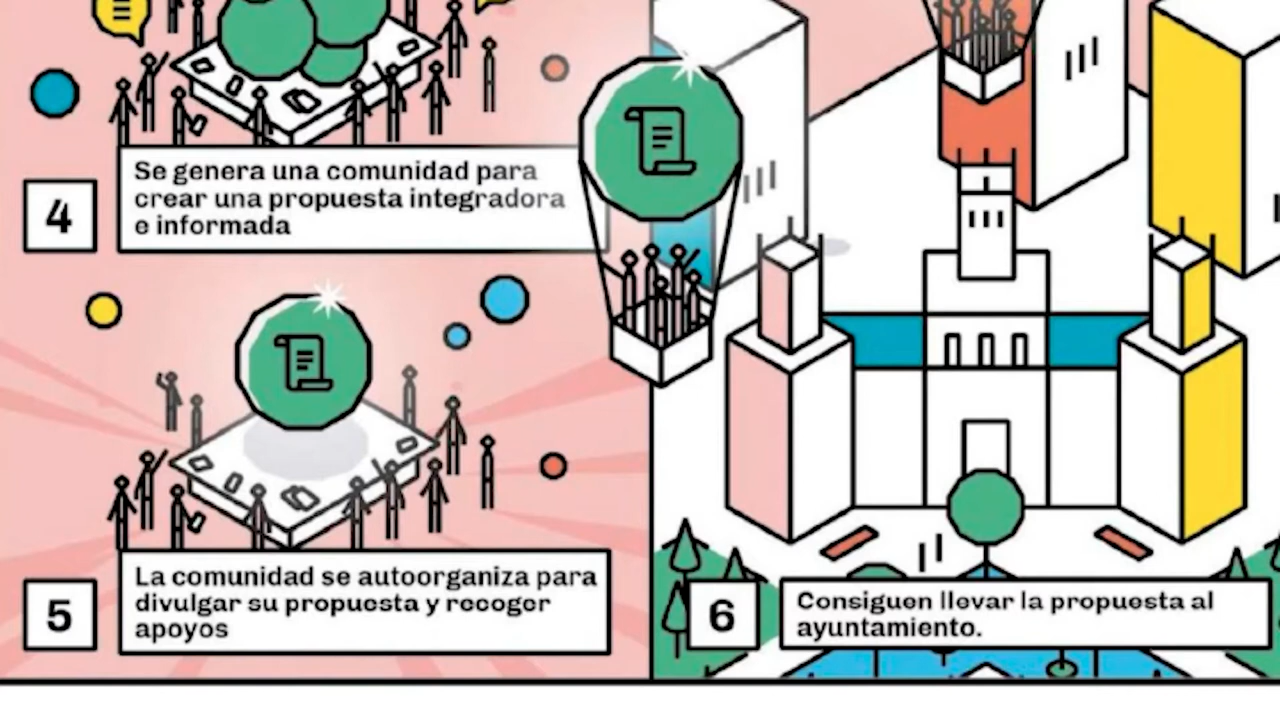 4
Se genera una comunidad para
crear una propuesta integradora
e informada
5
La comunidad se autoorganiza para
divulgar su propuesta y recoger
apoyos
6
Consiguen llevar la propuesta al
ayuntamiento.